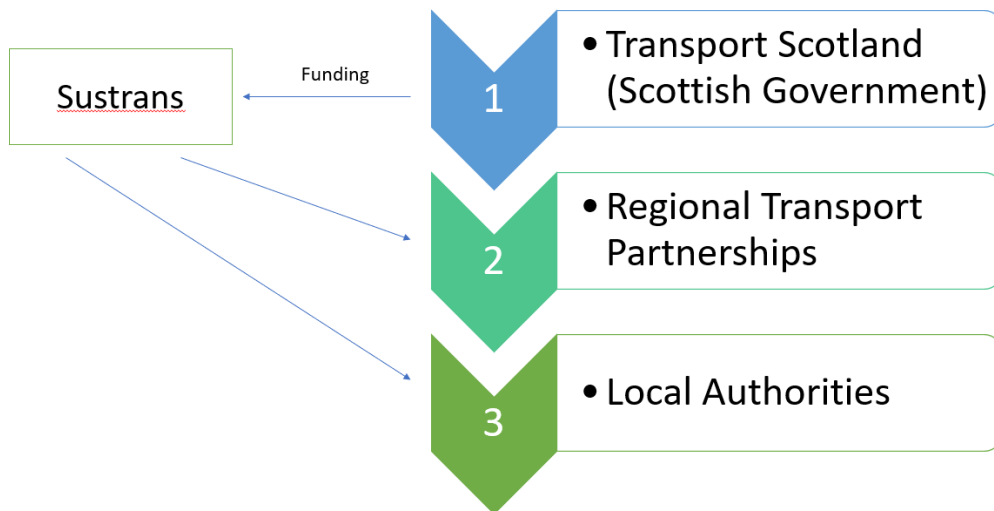 Sustrans
Funding
1
• Transport Scotland
(Scottish Government)
2
• Regional Transport
Partnerships
3
• Local Authorities